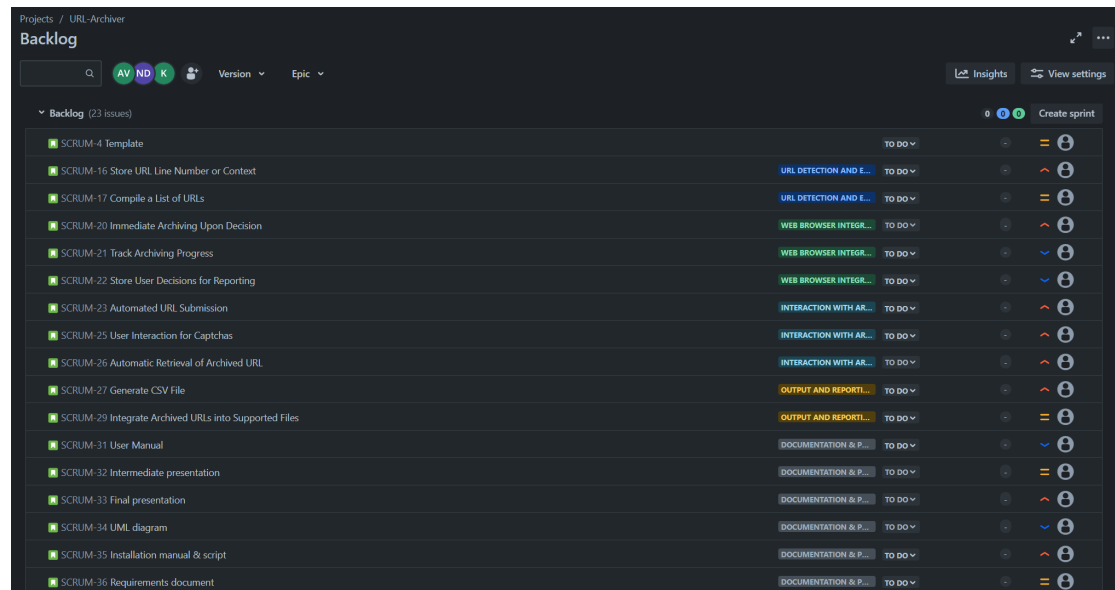 Projects / URL-Archiver
Backlog
AV ND K Version Epic Insights View settings
Backlog (23 issues) 0 0 0 Create sprint
SCRUM-4 Template TO DO -
SCRUM-16 Store URL Line Number or Context URL DETECTION AND E... TO DO -
SCRUM-17 Compile a List of URLs URL DETECTION AND E... TO DO -
SCRUM-20 Immediate Archiving Upon Decision WEB BROWSER INTEGR... TO DO -
SCRUM-21 Track Archiving Progress WEB BROWSER INTEGR... TO DO -
SCRUM-22 Store User Decisions for Reporting WEB BROWSER INTEGR... TO DO -
SCRUM-23 Automated URL Submission INTERACTION WITH AR... TO DO -
SCRUM-25 User Interaction for Captchas INTERACTION WITH AR... TO DO -
SCRUM-26 Automatic Retrieval of Archived URL INTERACTION WITH AR... TO DO -
SCRUM-27 Generate CSV File OUTPUT AND REPORTI... TO DO -
SCRUM-29 Integrate Archived URLs into Supported Files OUTPUT AND REPORTI... TO DO -
SCRUM-31 User Manual DOCUMENTATION & P... TO DO -
SCRUM-32 Intermediate presentation DOCUMENTATION & P... TO DO -
SCRUM-33 Final presentation DOCUMENTATION & P... TO DO -
SCRUM-34 UML diagram DOCUMENTATION & P... TO DO -
SCRUM-35 Installation manual & script DOCUMENTATION & P... TO DO -
SCRUM-36 Requirements document DOCUMENTATION & P... TO DO -